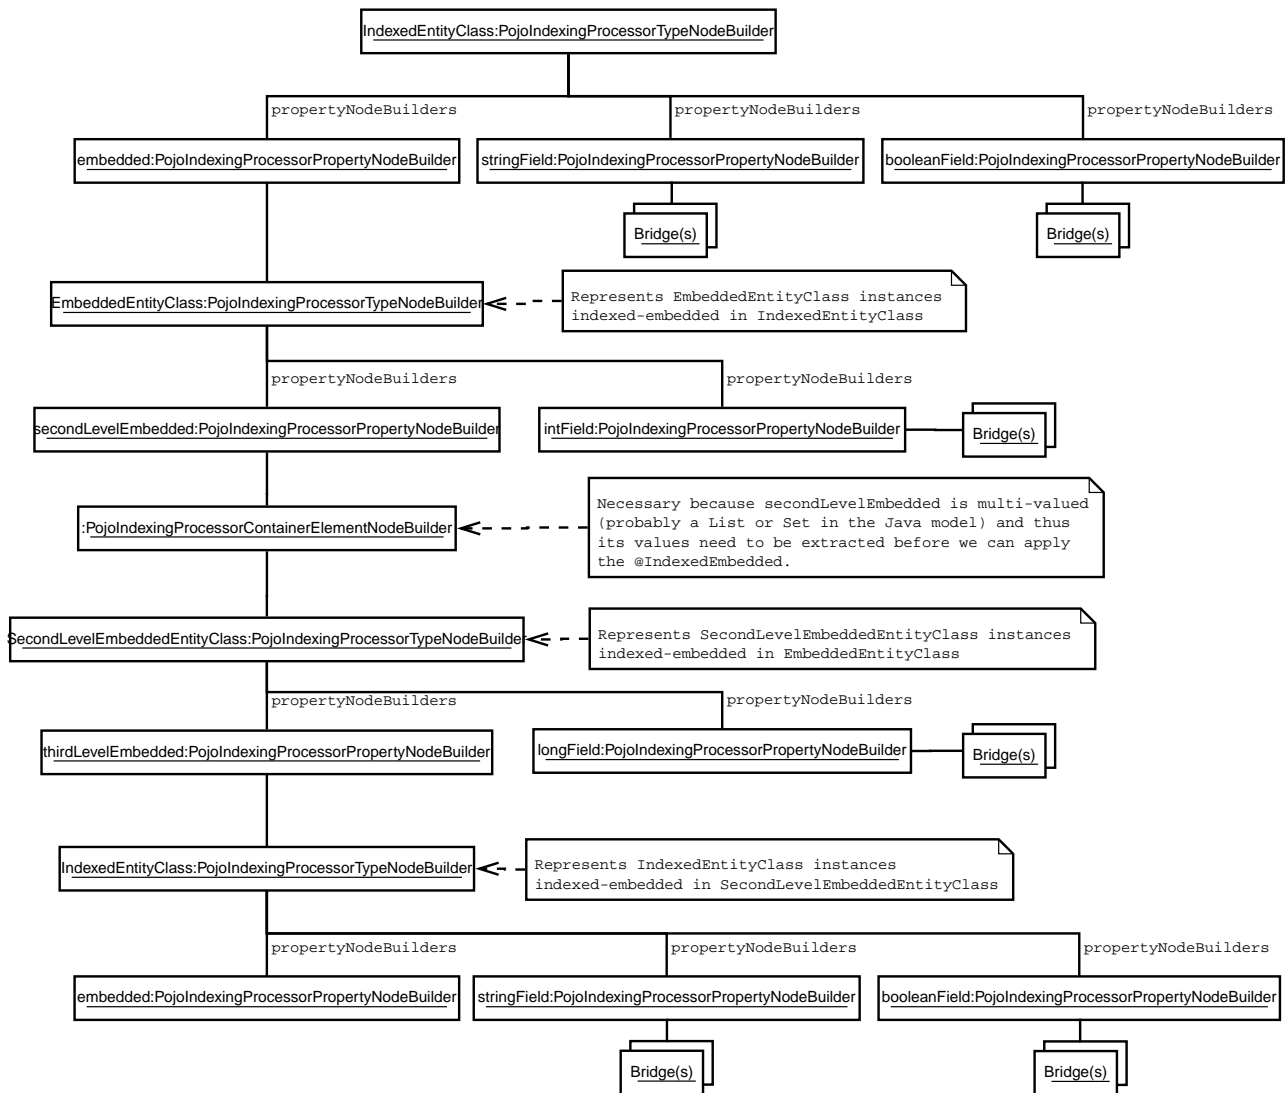 IndexedEntityClass:PojoIndexingProcessorTypeNodeBuilder
propertyNodeBuilders
propertyNodeBuilders
propertyNodeBuilders
embedded:PojoIndexingProcessorPropertyNodeBuilder
stringField:PojoIndexingProcessorPropertyNodeBuilder
booleanField:PojoIndexingProcessorPropertyNodeBuilder
Bridge(s)
Bridge(s)
EmbeddedEntityClass:PojoIndexingProcessorTypeNodeBuilder
Represents EmbeddedEntityClass instances
indexed-embedded in IndexedEntityClass
propertyNodeBuilders
propertyNodeBuilders
secondLevelEmbedded:PojoIndexingProcessorPropertyNodeBuilder
intField:PojoIndexingProcessorPropertyNodeBuilder
Bridge(s)
:PojoIndexingProcessorContainerElementNodeBuilder
Necessary because secondLevelEmbedded is multi-valued
(probably a List or Set in the Java model) and thus
its values need to be extracted before we can apply
the @IndexedEmbedded.
SecondLevelEmbeddedEntityClass:PojoIndexingProcessorTypeNodeBuilder
Represents SecondLevelEmbeddedEntityClass instances
indexed-embedded in EmbeddedEntityClass
propertyNodeBuilders
propertyNodeBuilders
thirdLevelEmbedded:PojoIndexingProcessorPropertyNodeBuilder
longField:PojoIndexingProcessorPropertyNodeBuilder
Bridge(s)
IndexedEntityClass:PojoIndexingProcessorTypeNodeBuilder
Represents IndexedEntityClass instances
indexed-embedded in SecondLevelEmbeddedEntityClass
propertyNodeBuilders
propertyNodeBuilders
propertyNodeBuilders
embedded:PojoIndexingProcessorPropertyNodeBuilder
stringField:PojoIndexingProcessorPropertyNodeBuilder
booleanField:PojoIndexingProcessorPropertyNodeBuilder
Bridge(s)
Bridge(s)